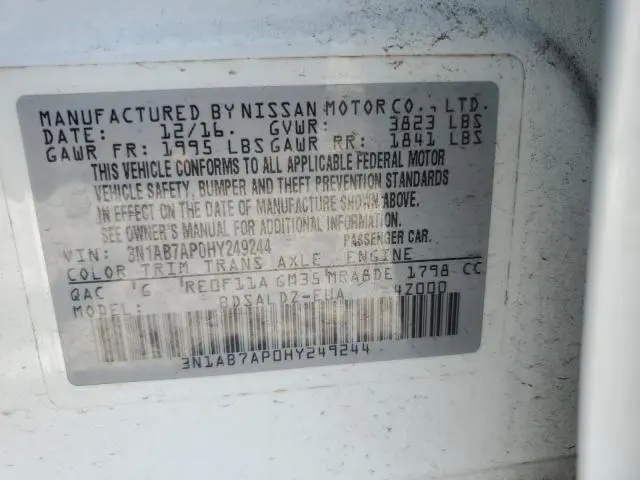 MANUFACTURED BY NISSAN MOTOR CO., LTD.
DATE: 12/16. GVWR: 3823 LBS
GAWR FR: 1995 LBS GAWR RR: 1841 LBS
THIS VEHICLE CONFORMS TO ALL APPLICABLE FEDERAL MOTOR
VEHICLE SAFETY, BUMPER AND THEFT PREVENTION STANDARDS
IN EFFECT ON THE DATE OF MANUFACTURE SHOWN ABOVE.
SEE OWNER'S MANUAL FOR ADDITIONAL INFORMATION.
VIN: 3N1AB7AP0HY249244 PASSENGER CAR.
COLOR TRIM TRANS AXLE ENGINE
QAC 'G 'RE0F11A GM35 MRA8DE 1798 CC
MODEL: BDSALDZ-EUA 4Z000
3N1AB7AP0HY249244